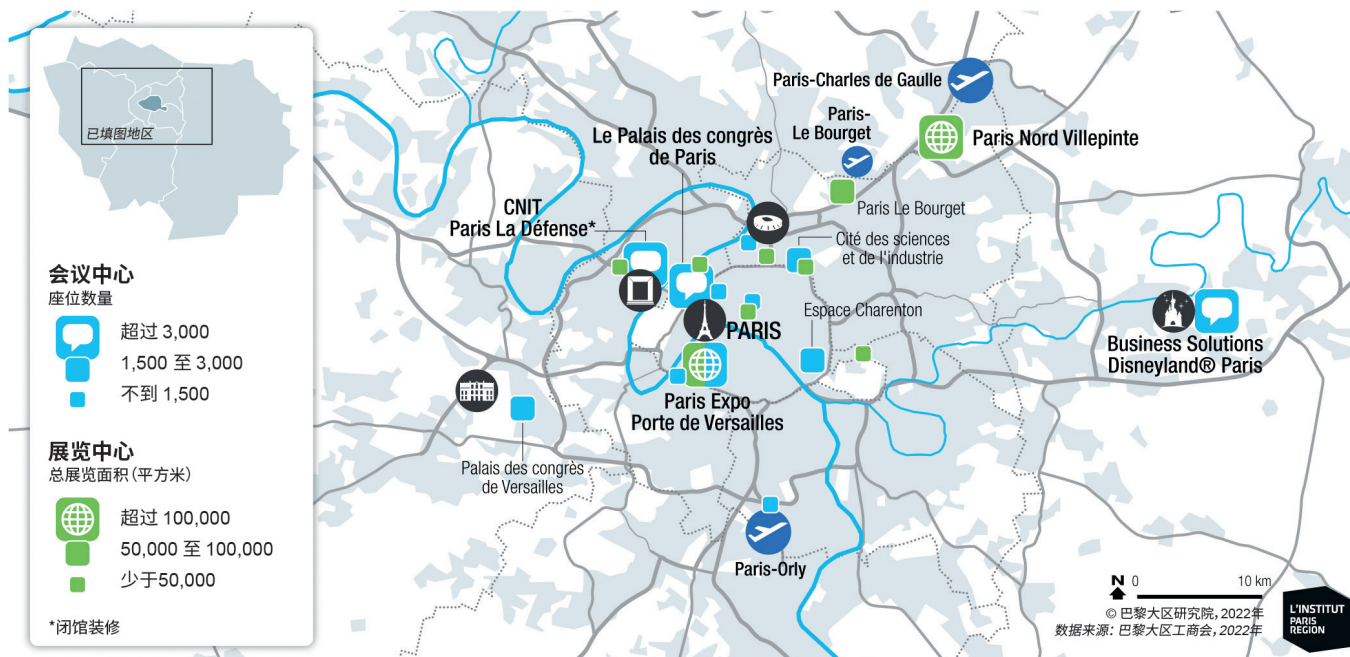 已填图地区
会议中心
座位数量
超过 3,000
1,500 至 3,000
不到 1,500
展览中心
总展览面积(平方米)
超过 100,000
50,000 至 100,000
少于50,000
*闭馆装修
Paris-Charles de Gaulle
Paris-
Le Bourget
Paris Nord Villepinte
Le Palais des congrès
de Paris
Paris Le Bourget
CNIT
Paris La Défense*
Cité des sciences
et de l'industrie
Espace Charenton
PARIS
Business Solutions
Disneyland® Paris
Paris Expo
Porte de Versailles
Palais des congrès
de Versailles
Paris-Orly
N 0 10 km
© 巴黎大区研究院, 2022年
数据来源: 巴黎大区工商会, 2022年
L'INSTITUT
PARIS
REGION